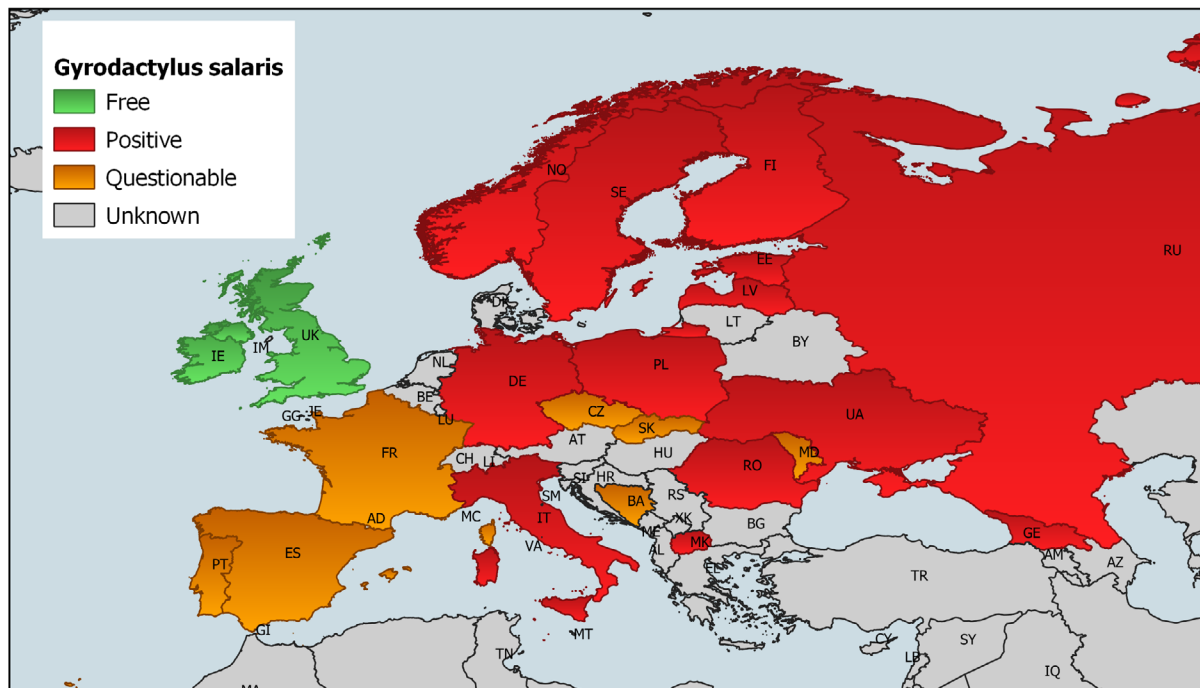 Gyrodactylus salaris
Free
Positive
Questionable
Unknown
NO
FI
SE
RU
EE
LV
DK
LT
UK
IM
IE
BY
NL
PL
DE
BE
GG
JE
CZ
UA
LU
SK
AT
FR
MD
HU
CH
LI
RO
SI
HR
RS
SM
BA
MC
AD
IT
XK
BG
ME
GE
MK
VA
AL
ES
AM
AZ
PT
EL
TR
GI
MT
CY
SY
TN
LB
IQ
MA